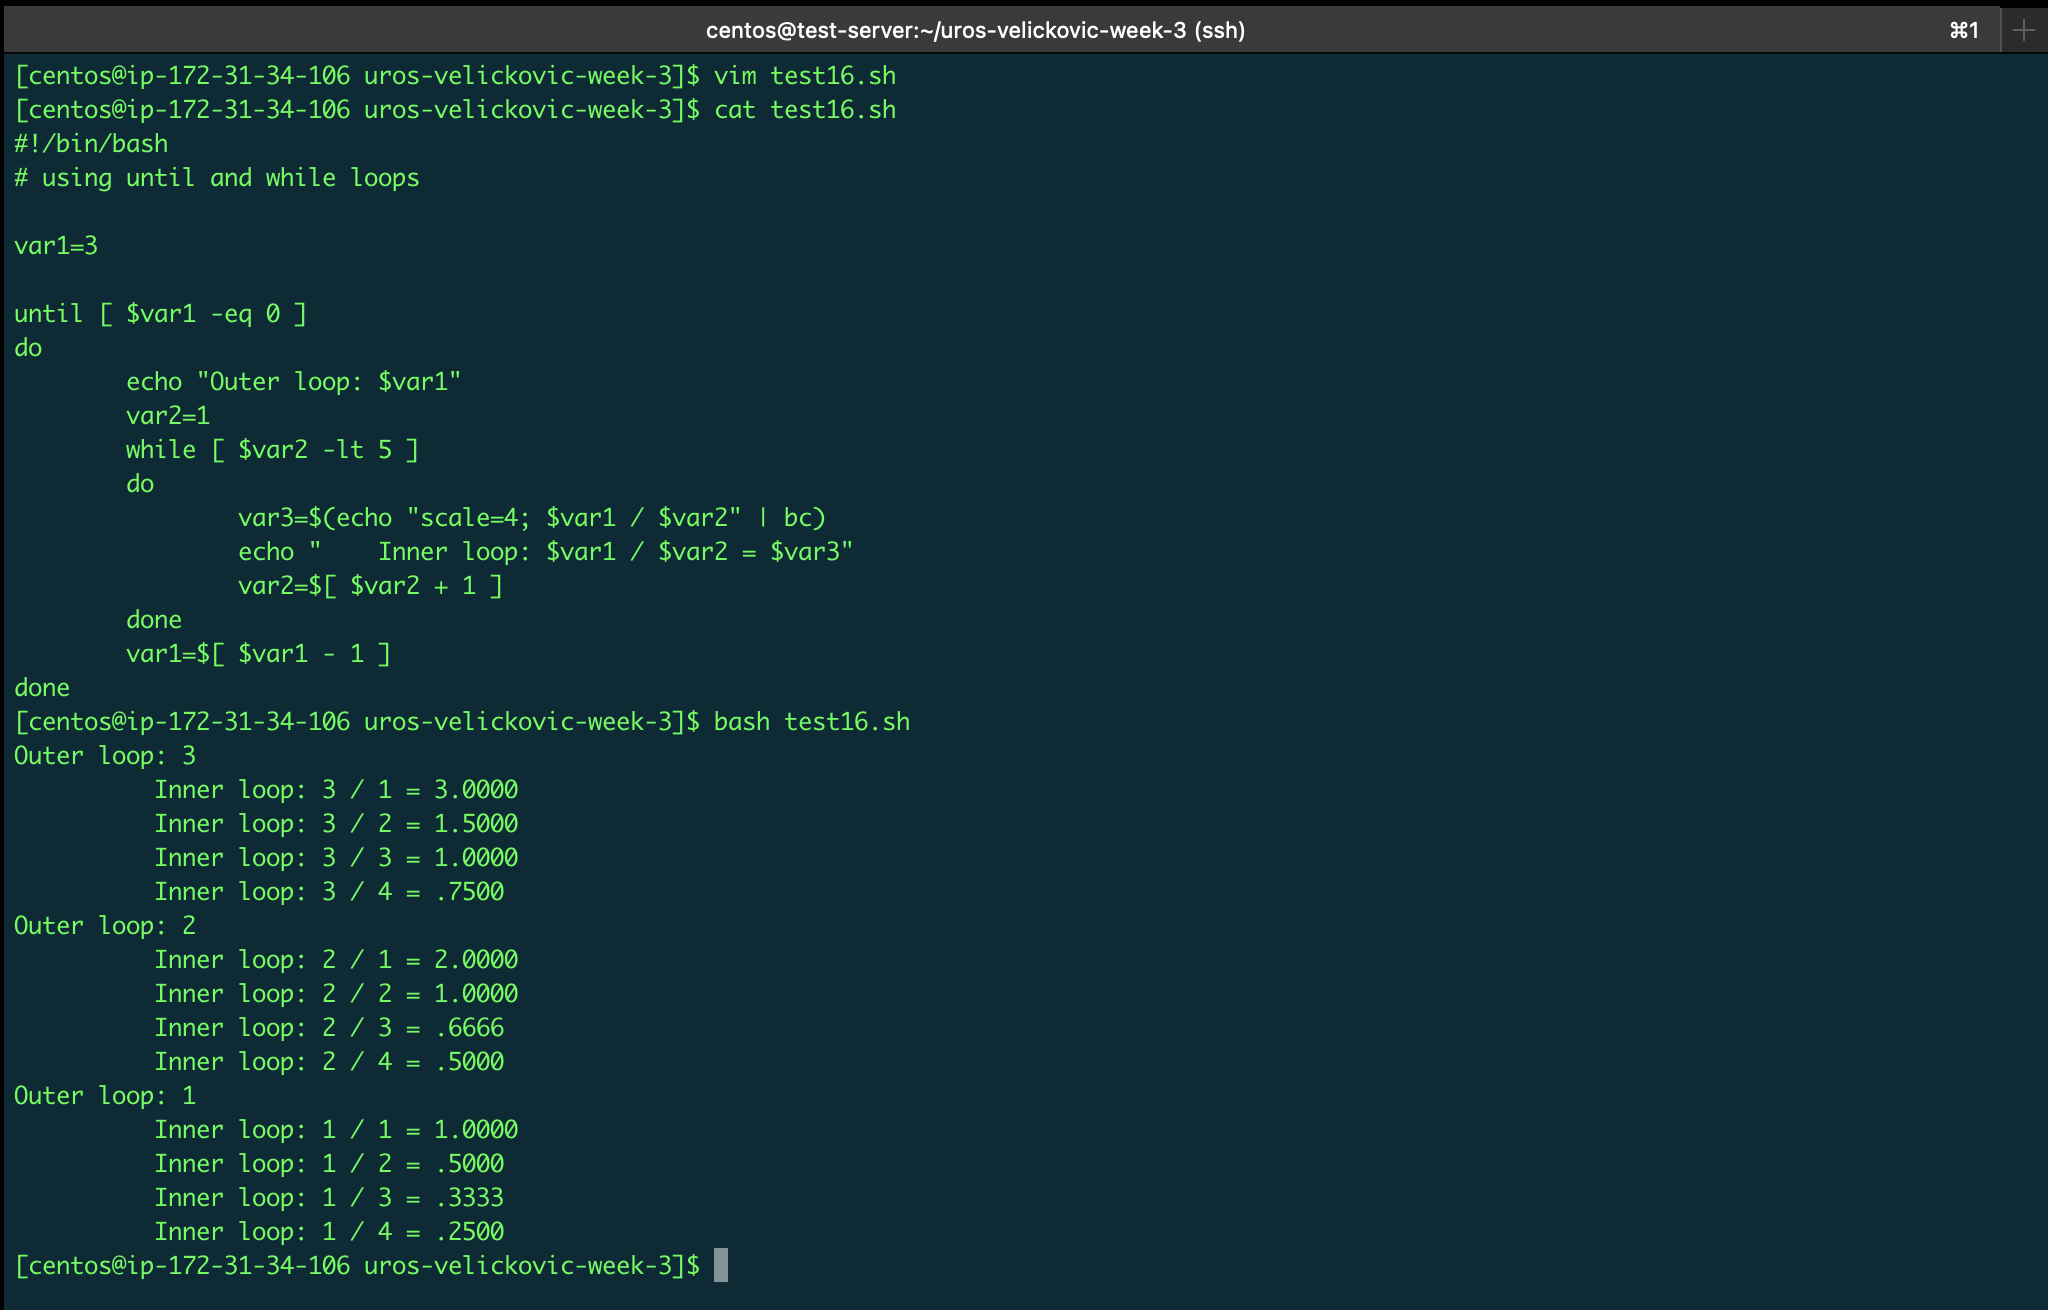 centos@test-server:~/uros-velickovic-week-3 (ssh) ⌘1 +
[centos@ip-172-31-34-106 uros-velickovic-week-3]$ vim test16.sh
[centos@ip-172-31-34-106 uros-velickovic-week-3]$ cat test16.sh
#!/bin/bash
# using until and while loops

var1=3

until [ $var1 -eq 0 ]
do
        echo "Outer loop: $var1"
        var2=1
        while [ $var2 -lt 5 ]
        do
                var3=$(echo "scale=4; $var1 / $var2" | bc)
                echo "    Inner loop: $var1 / $var2 = $var3"
                var2=$[ $var2 + 1 ]
        done
        var1=$[ $var1 - 1 ]
done
[centos@ip-172-31-34-106 uros-velickovic-week-3]$ bash test16.sh
Outer loop: 3
          Inner loop: 3 / 1 = 3.0000
          Inner loop: 3 / 2 = 1.5000
          Inner loop: 3 / 3 = 1.0000
          Inner loop: 3 / 4 = .7500
Outer loop: 2
          Inner loop: 2 / 1 = 2.0000
          Inner loop: 2 / 2 = 1.0000
          Inner loop: 2 / 3 = .6666
          Inner loop: 2 / 4 = .5000
Outer loop: 1
          Inner loop: 1 / 1 = 1.0000
          Inner loop: 1 / 2 = .5000
          Inner loop: 1 / 3 = .3333
          Inner loop: 1 / 4 = .2500
[centos@ip-172-31-34-106 uros-velickovic-week-3]$